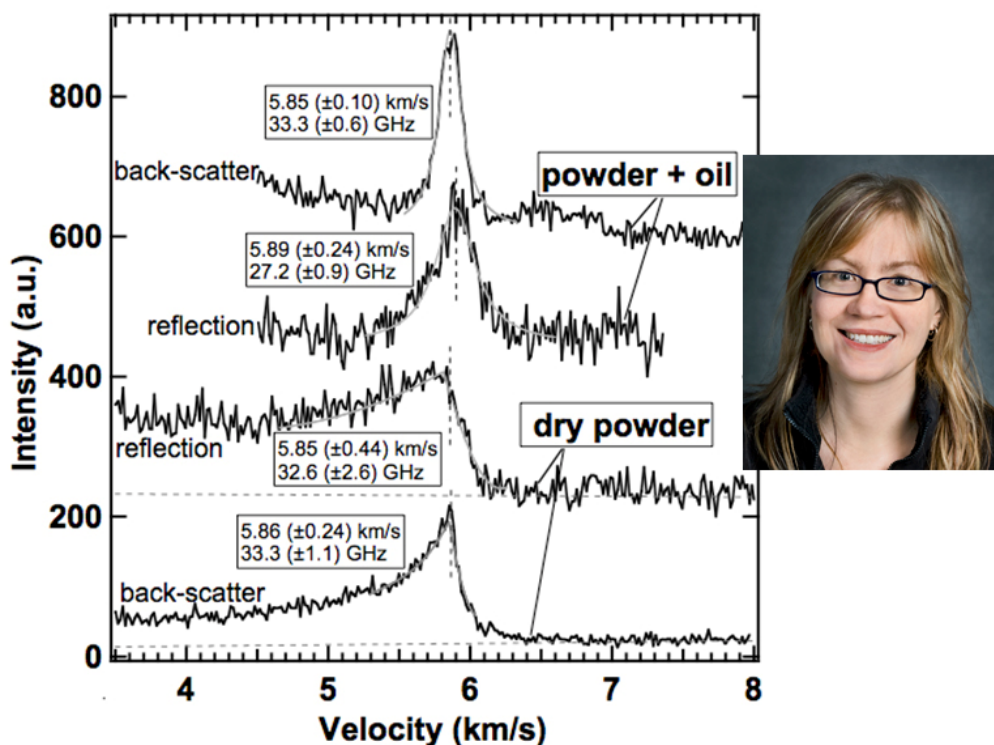 800
5.85 (±0.10) km/s
33.3 (±0.6) GHz
back-scatter
powder + oil
600
5.89 (±0.24) km/s
27.2 (±0.9) GHz
reflection
Intensity (a.u.)
400
reflection
dry powder
5.85 (±0.44) km/s
32.6 (±2.6) GHz
200
5.86 (±0.24) km/s
33.3 (±1.1) GHz
back-scatter
0
4 5 6 7 8
Velocity (km/s)